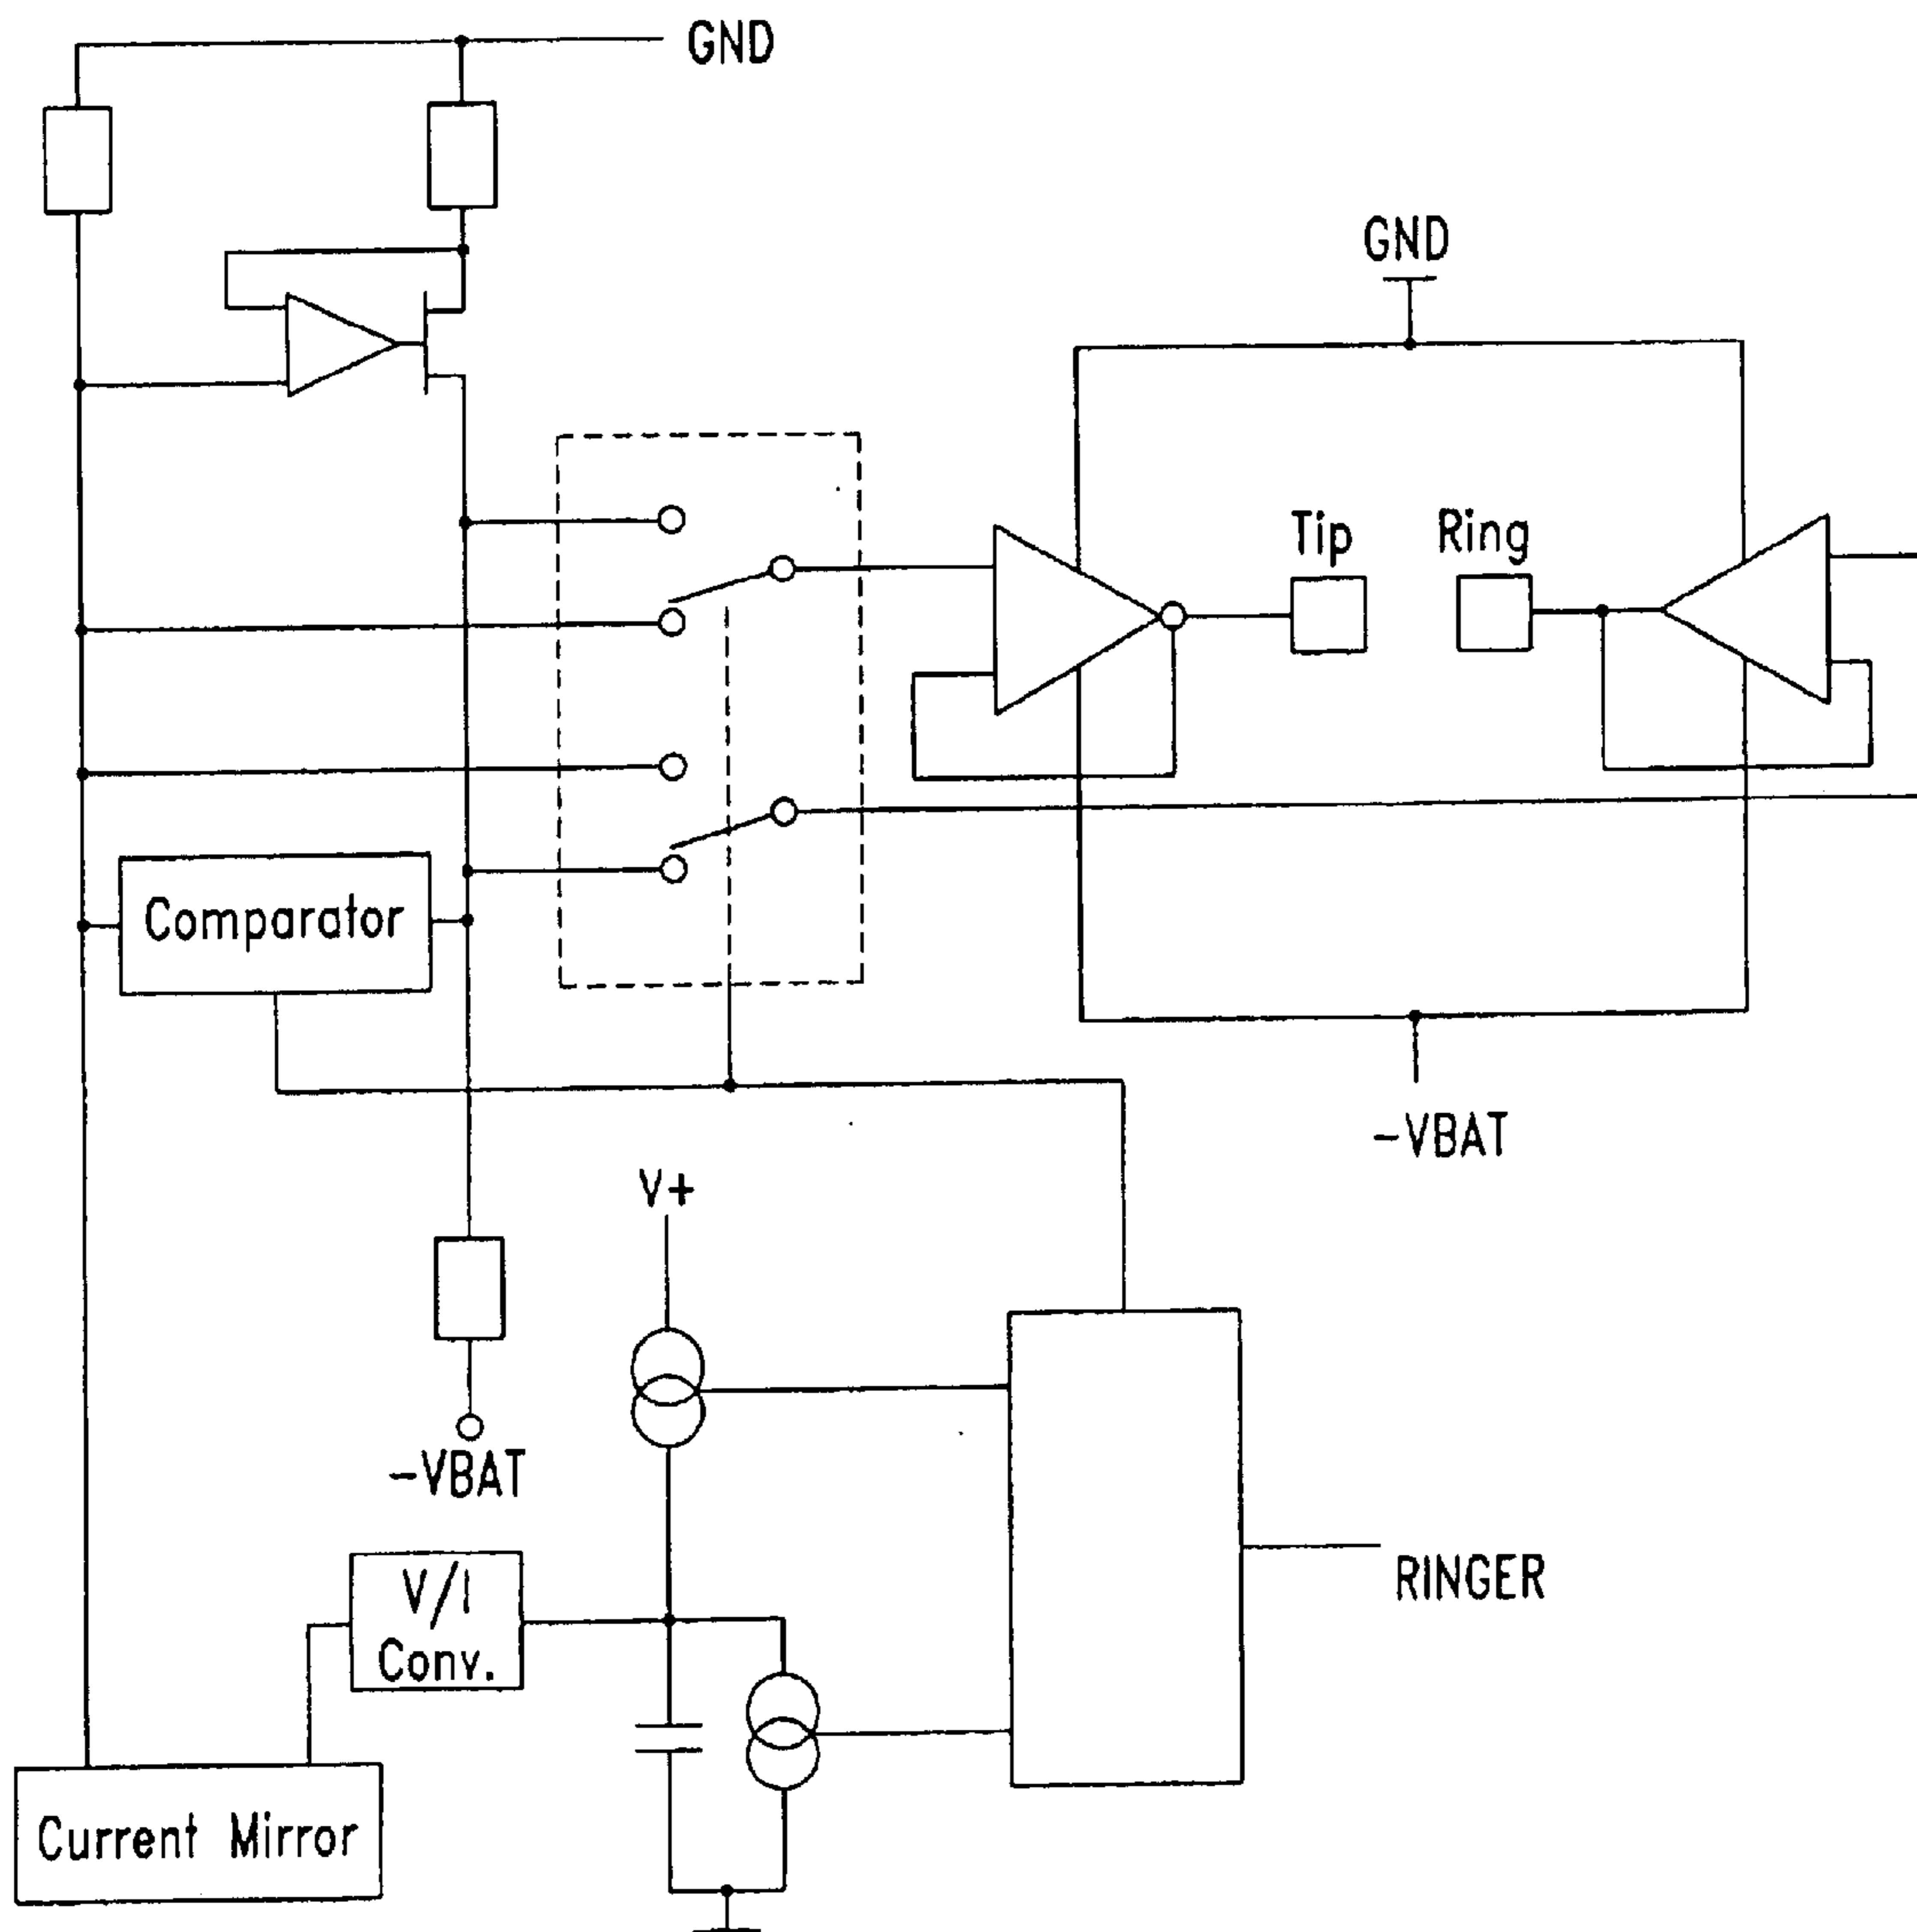 GND
GND
Tip
Ring
Comparator
-VBAT
V+
-VBAT
V/I
Conv.
RINGER
Current Mirror